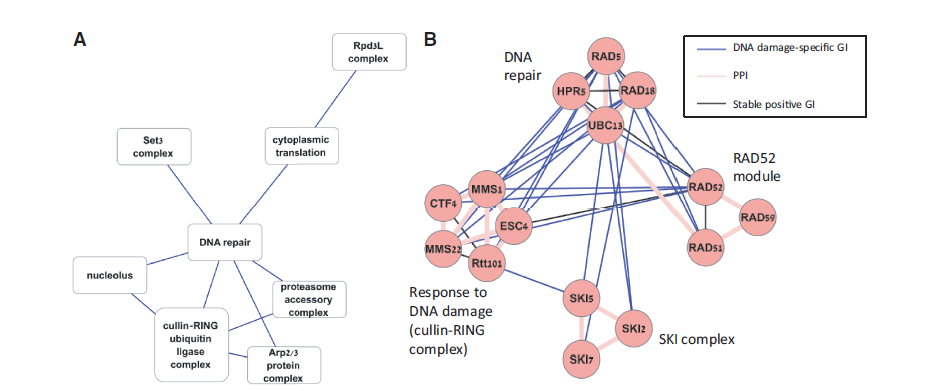 A
Rpd3L
complex
Set3
complex
cytoplasmic
translation
DNA repair
nucleolus
proteasome
accessory
complex
cullin-RING
ubiquitin
ligase
complex
Arp2/3
protein
complex
B
DNA
repair
RAD5
HPR5
RAD18
UBC13
DNA damage-specific GI
PPI
Stable positive GI
RAD52
module
RAD52
RAD59
RAD51
MMS1
CTF4
ESC4
MMS22
Rtt101
Response to
DNA damage
(cullin-RING
complex)
SKI5
SKI2
SKI7
SKI complex